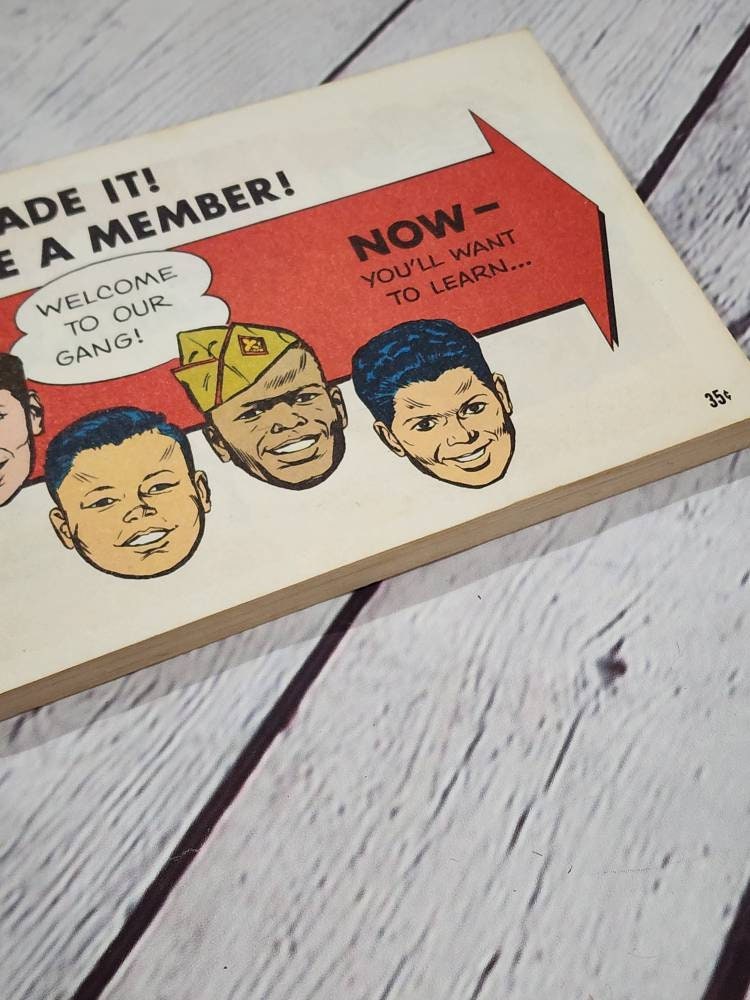 ADE IT!
E A MEMBER!
WELCOME
TO OUR
GANG!
NOW –
YOU'LL WANT
TO LEARN...
35¢